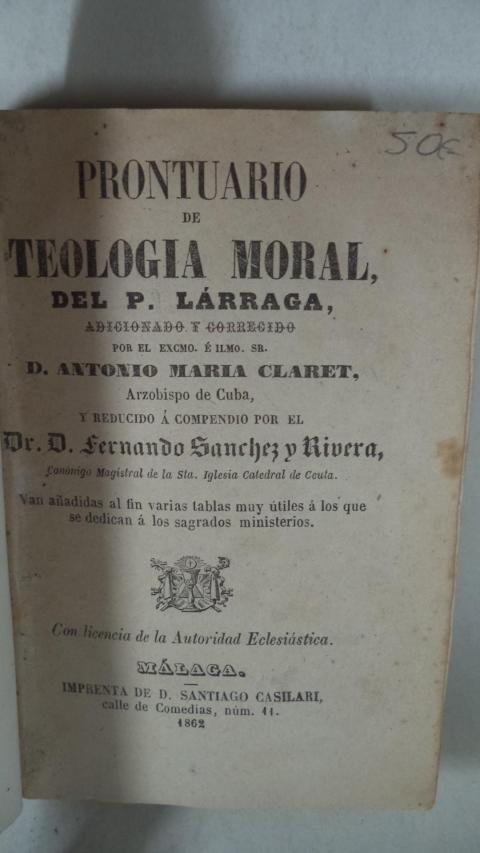 50€
PRONTUARIO
DE
TEOLOGIA MORAL,
DEL P. LÁRRAGA,
ADICIONADO Y CORREGIDO
POR EL EXCMO. É ILMO. SR.
D. ANTONIO MARIA CLARET,
Arzobispo de Cuba,
Y REDUCIDO Á COMPENDIO POR EL
Dr. D. Fernando Sanchez y Rivera,
Canónigo Magistral de la Sta. Iglesia Catedral de Ceuta.
Van añadidas al fin varias tablas muy útiles á los que
se dedican á los sagrados ministerios.
Con licencia de la Autoridad Eclesiástica.
MÁLAGA.
IMPRENTA DE D. SANTIAGO CASILARI,
calle de Comedias, núm. 11.
1862